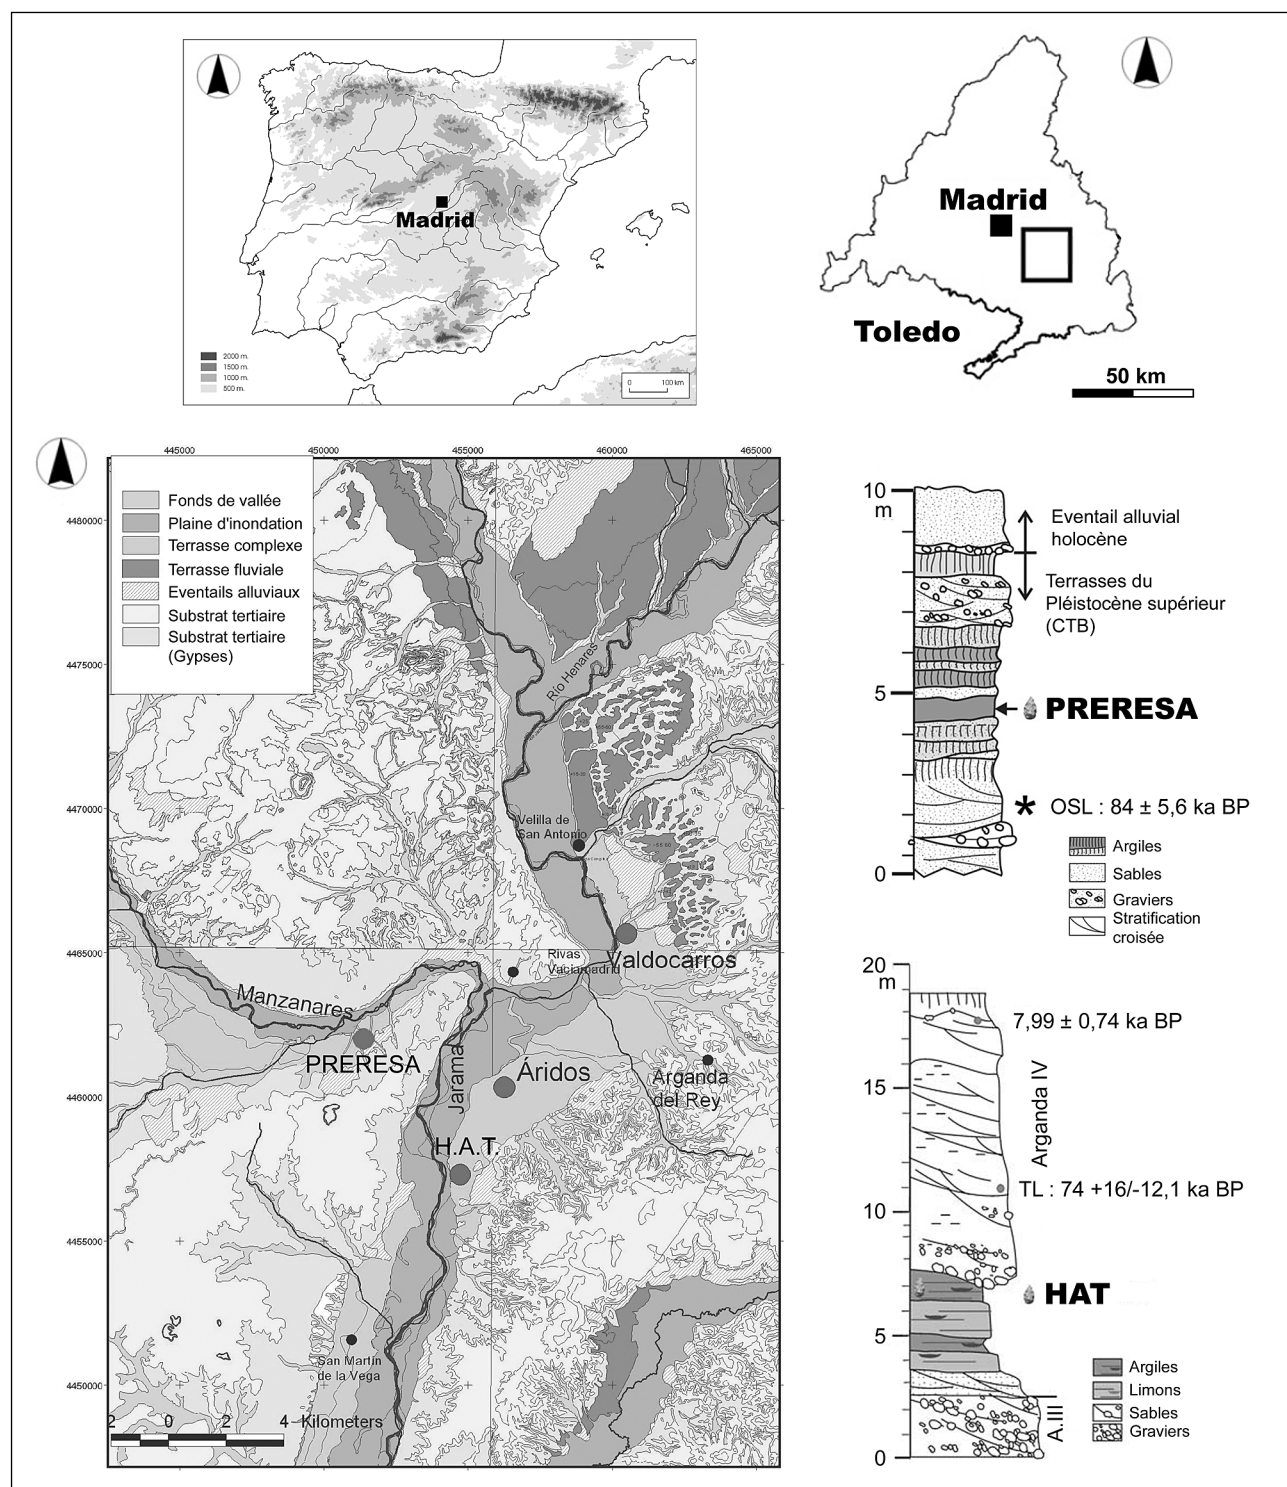 Madrid
2000 m.
1500 m.
1000 m.
500 m.
0 100 km
Madrid
Toledo
50 km
445000 450000 455000 460000 465000
4480000
4475000
4470000
4465000
4460000
4455000
4450000
Fonds de vallée
Plaine d'inondation
Terrasse complexe
Terrasse fluviale
Eventails alluviaux
Substrat tertiaire
Substrat tertiaire
(Gypses)
Río Henares
Velilla de
San Antonio
Valdocarros
Rivas
Vaciamadrid
Manzanares
PRERESA
Jarama
Áridos
Arganda
del Rey
H.A.T.
San Martín
de la Vega
2 0 2 4 Kilometers
10
m
5
0
Eventail alluvial
holocène
Terrasses du
Pléistocène supérieur
(CTB)
PRERESA
* OSL : 84 ± 5,6 ka BP
Argiles
Sables
Graviers
Stratification
croisée
20
m
15
10
5
0
7,99 ± 0,74 ka BP
Arganda IV
TL : 74 +16/-12,1 ka BP
HAT
A.III
Argiles
Limons
Sables
Graviers